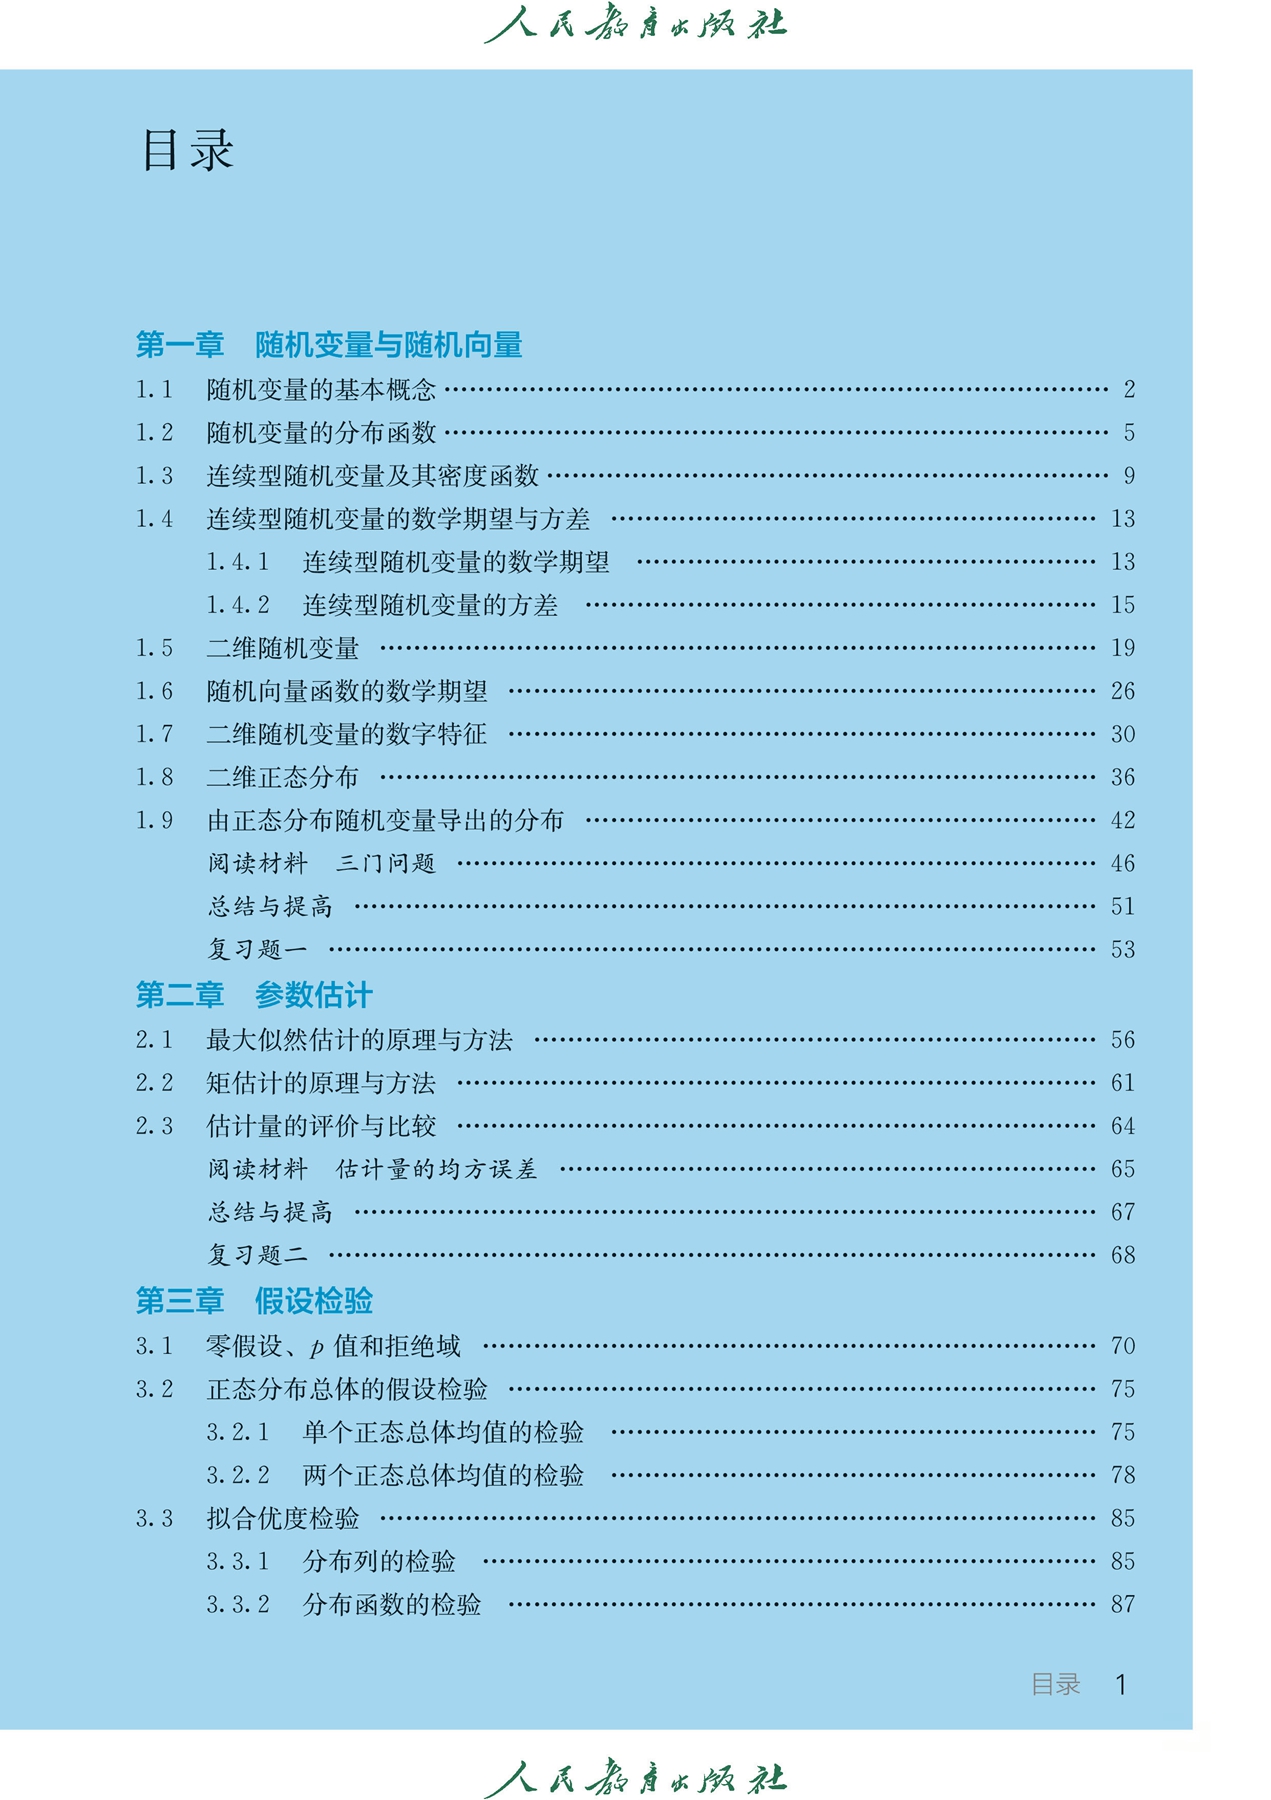 人民教育出版社
目录
第一章 随机变量与随机向量
1.1 随机变量的基本概念 …… 2
1.2 随机变量的分布函数 …… 5
1.3 连续型随机变量及其密度函数 …… 9
1.4 连续型随机变量的数学期望与方差 …… 13
1.4.1 连续型随机变量的数学期望 …… 13
1.4.2 连续型随机变量的方差 …… 15
1.5 二维随机变量 …… 19
1.6 随机向量函数的数学期望 …… 26
1.7 二维随机变量的数字特征 …… 30
1.8 二维正态分布 …… 36
1.9 由正态分布随机变量导出的分布 …… 42
阅读材料 三门问题 …… 46
总结与提高 …… 51
复习题一 …… 53
第二章 参数估计
2.1 最大似然估计的原理与方法 …… 56
2.2 矩估计的原理与方法 …… 61
2.3 估计量的评价与比较 …… 64
阅读材料 估计量的均方误差 …… 65
总结与提高 …… 67
复习题二 …… 68
第三章 假设检验
3.1 零假设、p 值和拒绝域 …… 70
3.2 正态分布总体的假设检验 …… 75
3.2.1 单个正态总体均值的检验 …… 75
3.2.2 两个正态总体均值的检验 …… 78
3.3 拟合优度检验 …… 85
3.3.1 分布列的检验 …… 85
3.3.2 分布函数的检验 …… 87
目录 1
人民教育出版社